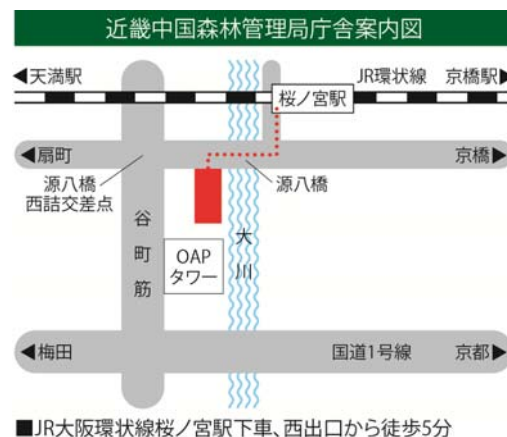 近畿中国森林管理局庁舎案内図
◀天満駅
JR環状線
京橋駅▶
桜ノ宮駅
◀扇町
京橋▶
源八橋
西詰交差点
源八橋
谷町筋
大川
OAP
タワー
◀梅田
国道1号線
京都▶
■JR大阪環状線桜ノ宮駅下車、西出口から徒歩5分